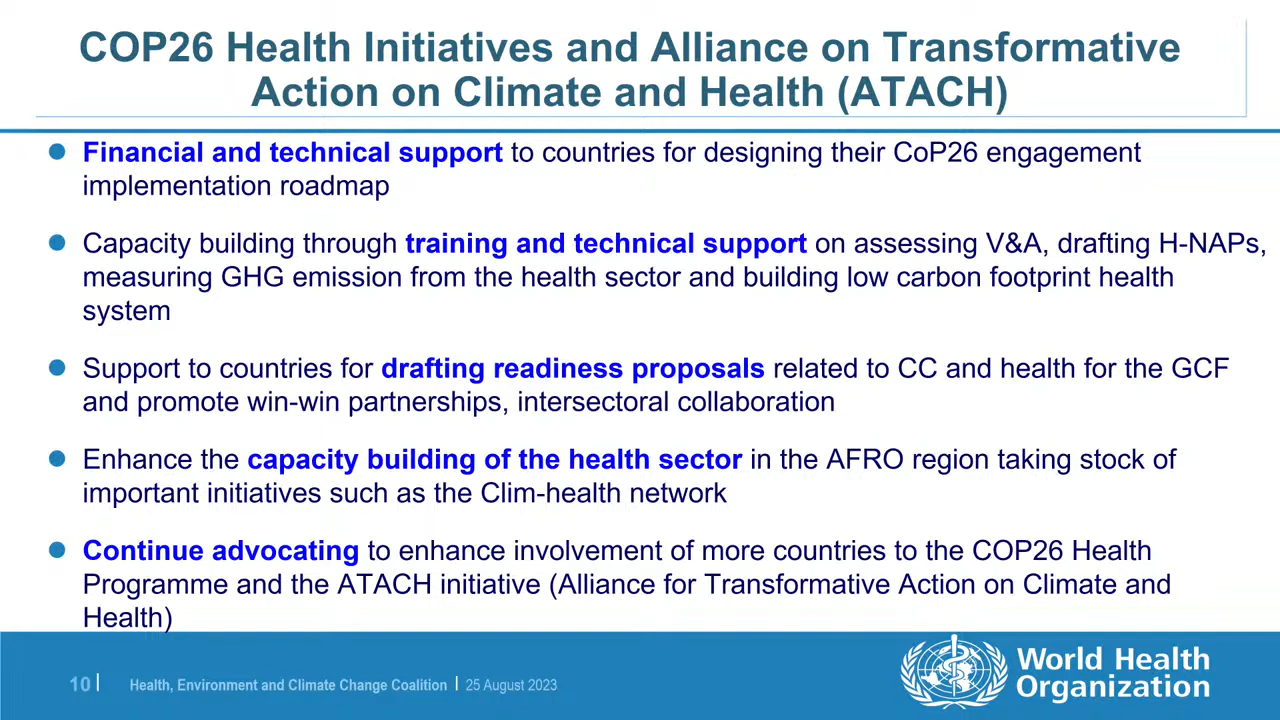 COP26 Health Initiatives and Alliance on Transformative
Action on Climate and Health (ATACH)
Financial and technical support to countries for designing their CoP26 engagement
implementation roadmap
Capacity building through training and technical support on assessing V&A, drafting H-NAPs,
measuring GHG emission from the health sector and building low carbon footprint health
system
Support to countries for drafting readiness proposals related to CC and health for the GCF
and promote win-win partnerships, intersectoral collaboration
Enhance the capacity building of the health sector in the AFRO region taking stock of
important initiatives such as the Clim-health network
Continue advocating to enhance involvement of more countries to the COP26 Health
Programme and the ATACH initiative (Alliance for Transformative Action on Climate and
Health)
10 | Health, Environment and Climate Change Coalition | 25 August 2023
World Health
Organization